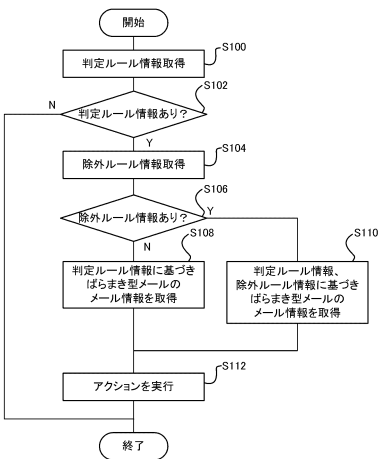 開始
S100
判定ルール情報取得
S102
N
判定ルール情報あり?
Y
S104
除外ルール情報取得
S106
除外ルール情報あり?
Y
N
S108
判定ルール情報に基づき
ばらまき型メールの
メール情報を取得
S110
判定ルール情報、
除外ルール情報に基づき
ばらまき型メールの
メール情報を取得
S112
アクションを実行
終了